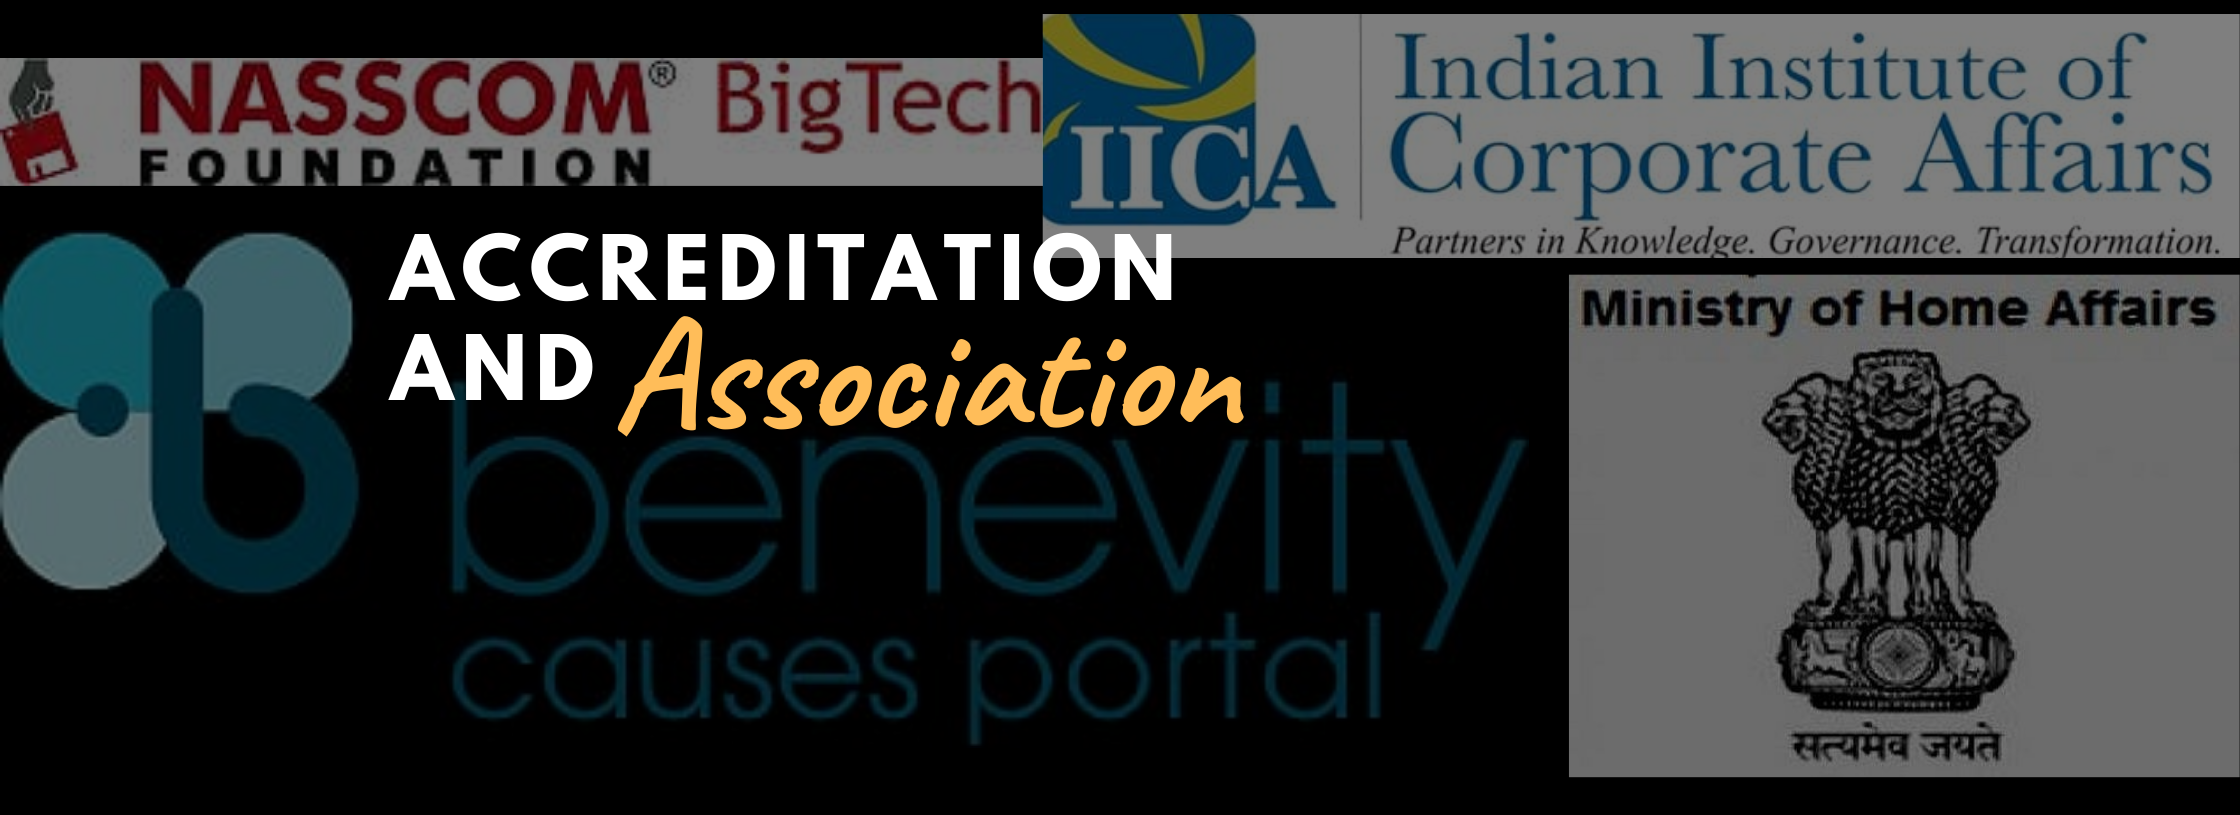 NASSCOM® BigTech
FOUNDATION
IICA
Indian Institute of
Corporate Affairs
Partners in Knowledge. Governance. Transformation.
ACCREDITATION
AND Association
benevity
causes portal
Ministry of Home Affairs
सत्यमेव जयते